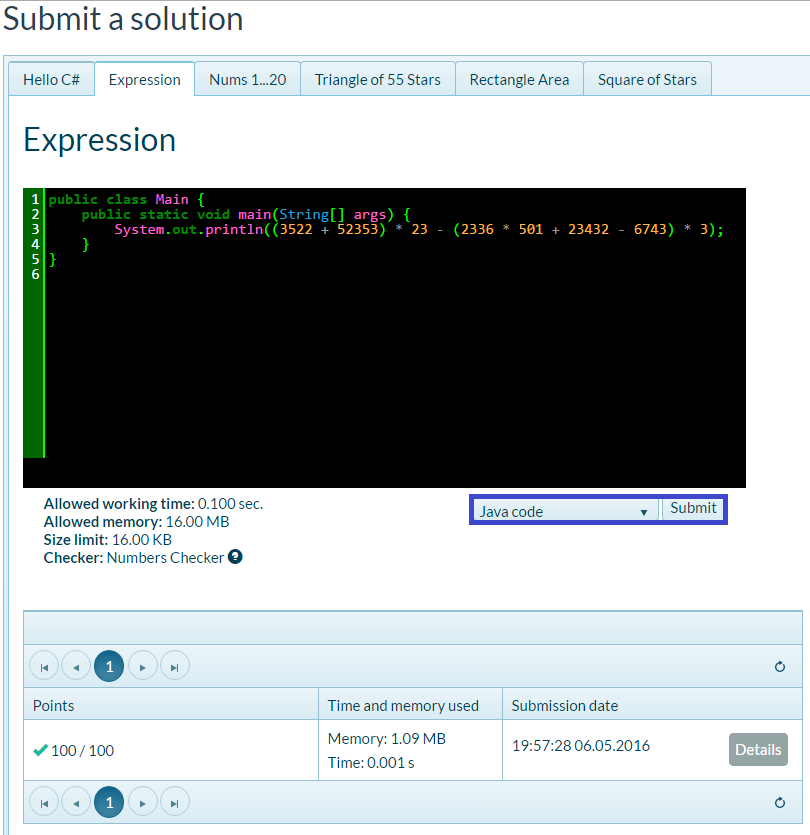 Submit a solution
Hello C# Expression Nums 1...20 Triangle of 55 Stars Rectangle Area Square of Stars
Expression
1 public class Main {
2     public static void main(String[] args) {
3         System.out.println((3522 + 52353) * 23 - (2336 * 501 + 23432 - 6743) * 3);
4     }
5 }
6
Allowed working time: 0.100 sec.
Allowed memory: 16.00 MB
Size limit: 16.00 KB
Checker: Numbers Checker ?
Java code Submit
1
Points Time and memory used Submission date
100 / 100 Memory: 1.09 MB 19:57:28 06.05.2016 Details
Time: 0.001 s
1